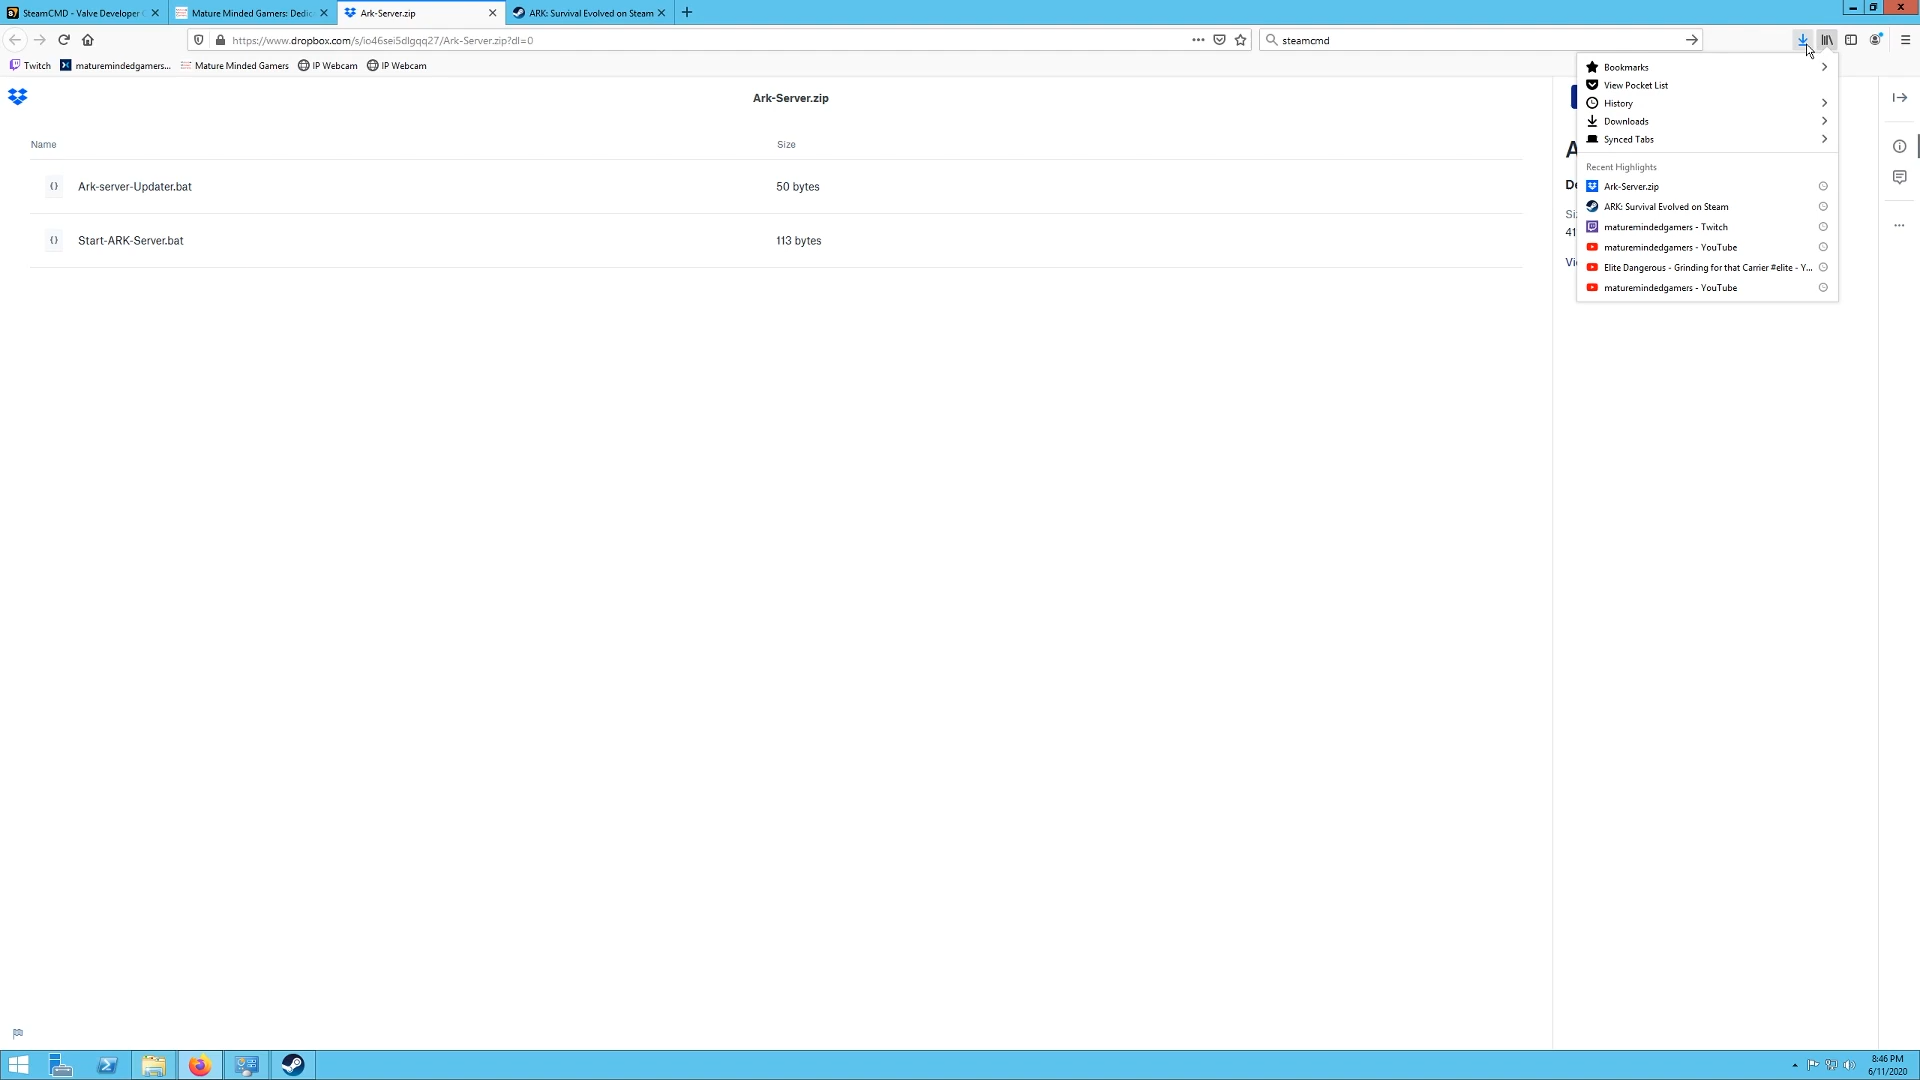 SteamCMD - Valve Developer
Mature Minded Gamers: Dedic
Ark-Server.zip
ARK: Survival Evolved on Steam
https://www.dropbox.com/s/io46sei5dlgqq27/Ark-Server.zip?dl=0
steamcmd
Twitch
maturemindedgamers...
Mature Minded Gamers
IP Webcam
IP Webcam
Ark-Server.zip
Name
Size
Ark-server-Updater.bat
50 bytes
Start-ARK-Server.bat
113 bytes
Bookmarks
View Pocket List
History
Downloads
Synced Tabs
Recent Highlights
Ark-Server.zip
ARK: Survival Evolved on Steam
maturemindedgamers - Twitch
maturemindedgamers - YouTube
Elite Dangerous - Grinding for that Carrier #elite - Y...
maturemindedgamers - YouTube
8:46 PM
6/11/2020